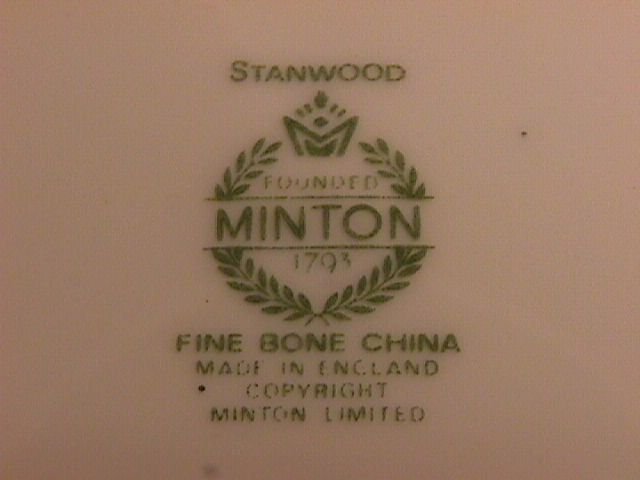 STANWOOD
FOUNDED
MINTON
1793
FINE BONE CHINA
MADE IN ENGLAND
COPYRIGHT
MINTON LIMITED